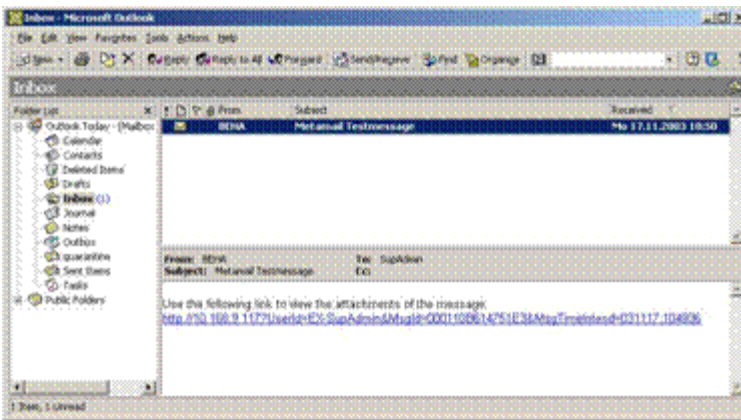 Inbox - Microsoft Outlook
File Edit View Favorites Tools Actions Help
New Reply Reply to All Forward Send/Receive Find Organize
Inbox
Folder List From Subject Received
Outlook Today - [Mailbox
BEHA Metamail Testmessage Mo 17.11.2003 10:50
Calendar
Contacts
Deleted Items
Drafts
Inbox (1)
Journal
Notes
Outbox
quarantine
Sent Items
Tasks
Public Folders
From: BEHA To: SupAdmin
Subject: Metamail Testmessage Cc:
Use the following link to view the attachments of the message:
1 Item, 1 Unread